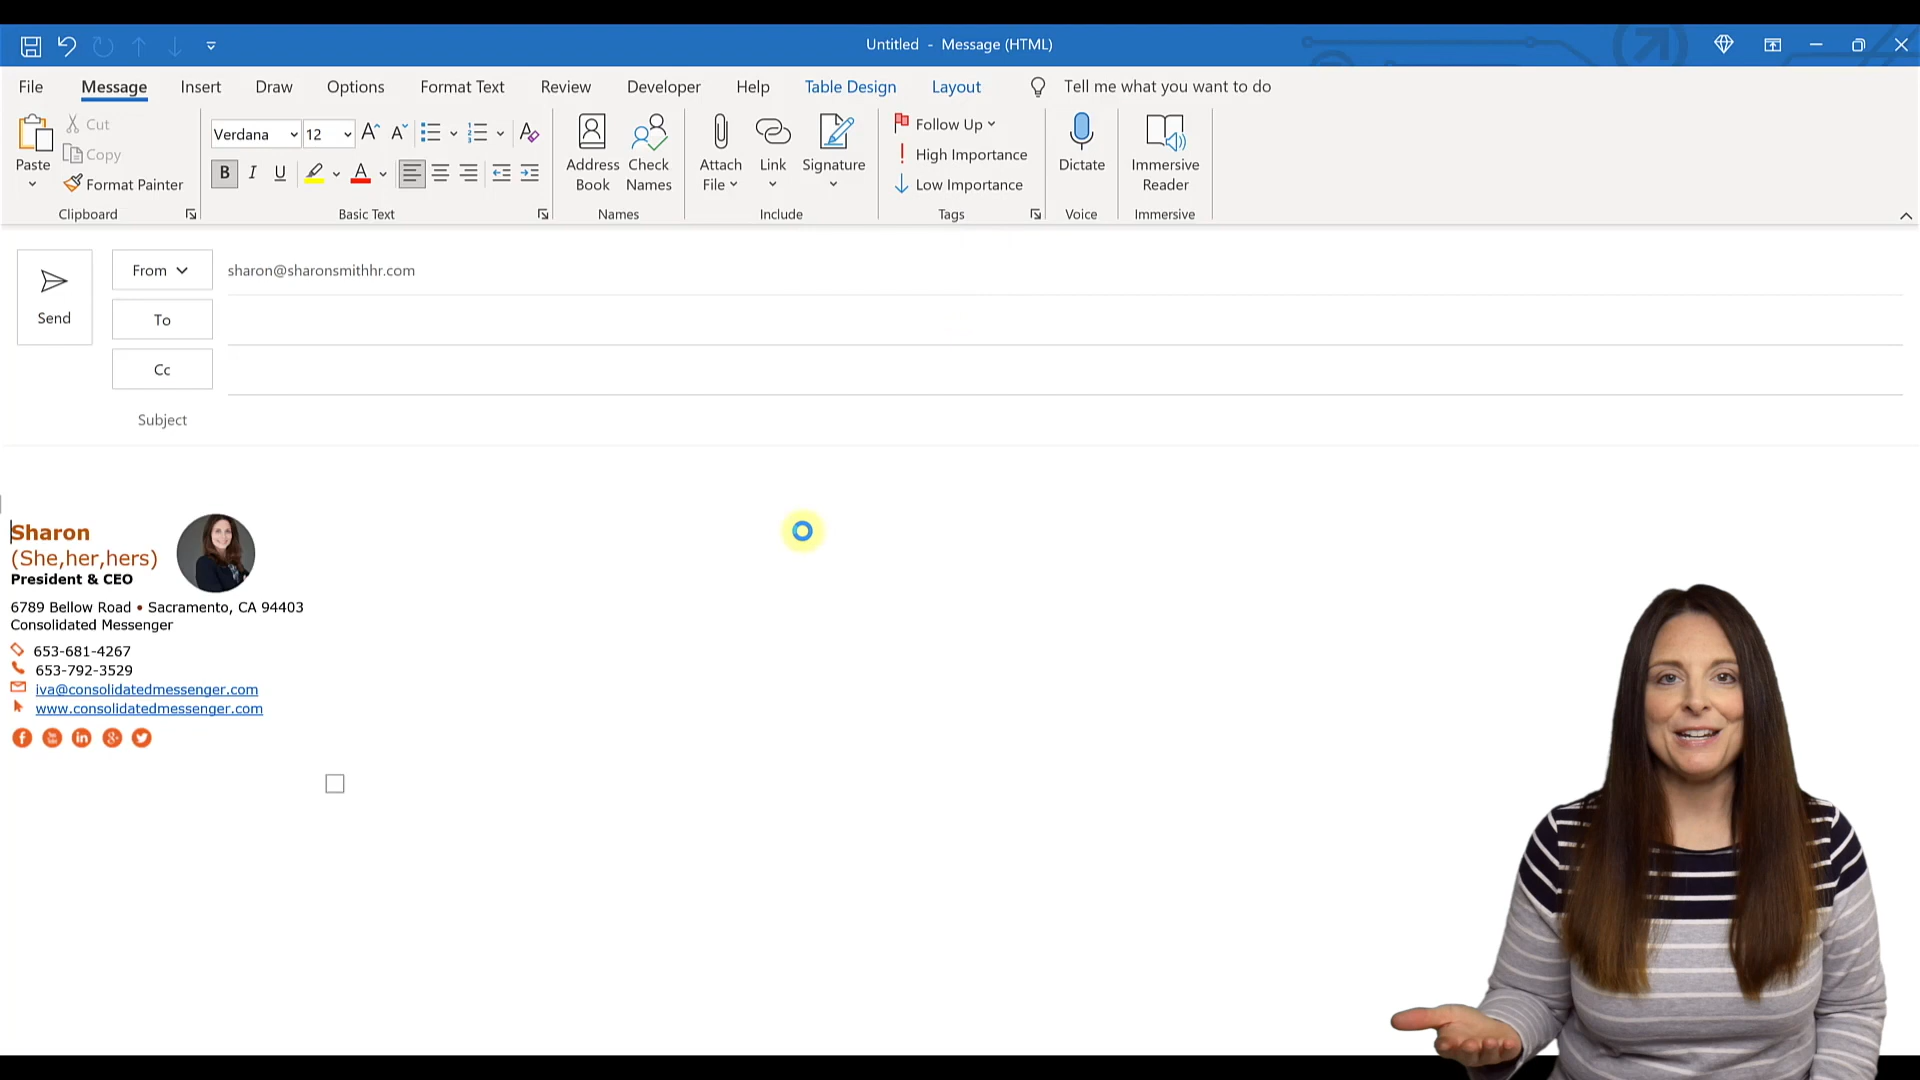 Untitled - Message (HTML)
File Message Insert Draw Options Format Text Review Developer Help Table Design Layout Tell me what you want to do
Paste
Cut
Copy
Format Painter
Clipboard
Verdana 12
B I U A
Basic Text
Address Book
Check Names
Names
Attach File
Link
Signature
Include
Follow Up
High Importance
Low Importance
Tags
Dictate
Voice
Immersive Reader
Immersive
Send
From sharon@sharonsmithhr.com
To
Cc
Subject
Sharon
(She,her,hers)
President & CEO
6789 Bellow Road • Sacramento, CA 94403
Consolidated Messenger
653-681-4267
653-792-3529
iva@consolidatedmessenger.com
www.consolidatedmessenger.com